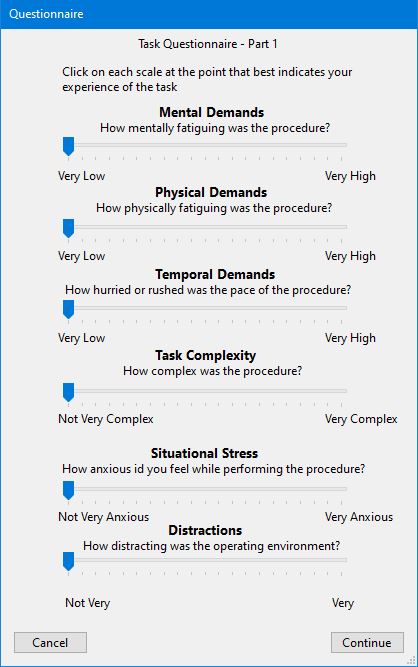 Questionnaire
Task Questionnaire - Part 1
Click on each scale at the point that best indicates your
experience of the task
Mental Demands
How mentally fatiguing was the procedure?
Very Low Very High
Physical Demands
How physically fatiguing was the procedure?
Very Low Very High
Temporal Demands
How hurried or rushed was the pace of the procedure?
Very Low Very High
Task Complexity
How complex was the procedure?
Not Very Complex Very Complex
Situational Stress
How anxious id you feel while performing the procedure?
Not Very Anxious Very Anxious
Distractions
How distracting was the operating environment?
Not Very Very
Cancel Continue